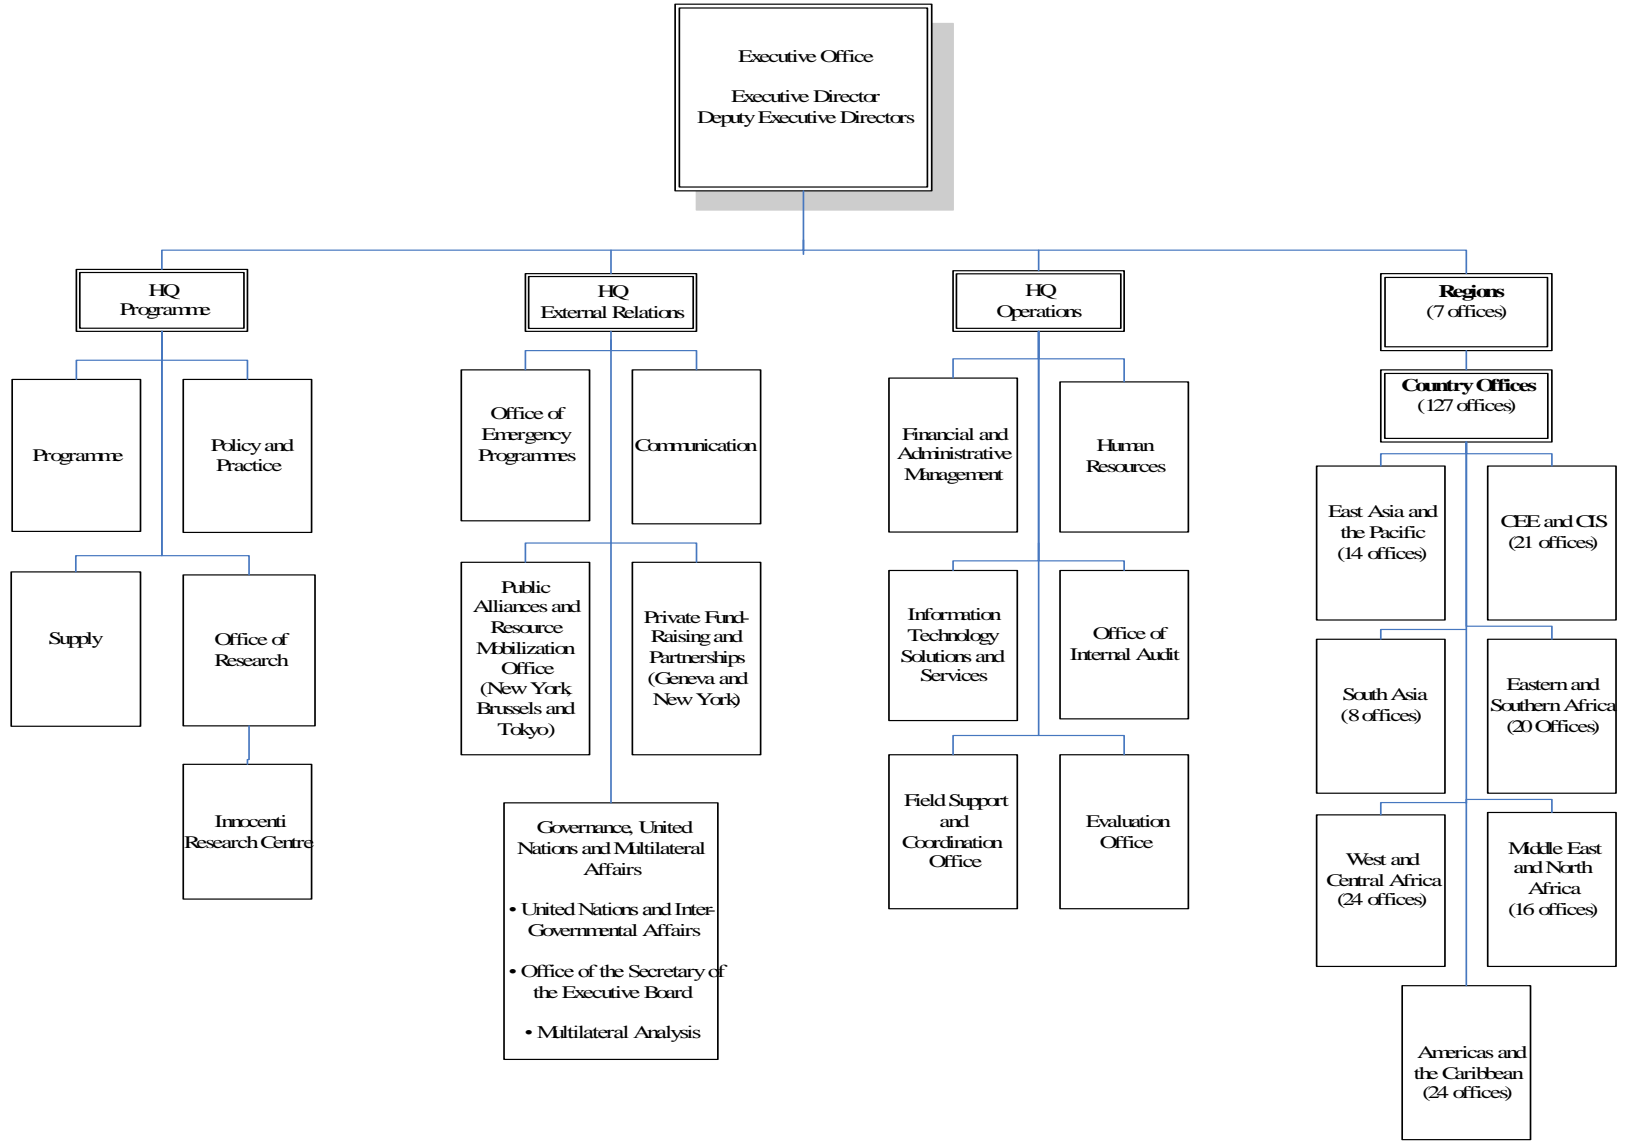 Executive Office
Executive Director
Deputy Executive Directors
HQ
Programme
HQ
External Relations
HQ
Operations
Regions
(7 offices)
Country Offices
(127 offices)
Programme
Policy and
Practice
Supply
Office of
Research
Innocenti
Research Centre
Office of
Emergency
Programmes
Communication
Public
Alliances and
Resource
Mobilization
Office
(New York,
Brussels and
Tokyo)
Private Fund-
Raising and
Partnerships
(Geneva and
New York)
Governance, United
Nations and Multilateral
Affairs
• United Nations and Inter-
Governmental Affairs
• Office of the Secretary of
the Executive Board
• Multilateral Analysis
Financial and
Administrative
Management
Human
Resources
Information
Technology
Solutions and
Services
Office of
Internal Audit
Field Support
and
Coordination
Office
Evaluation
Office
East Asia and
the Pacific
(14 offices)
CEE and CIS
(21 offices)
South Asia
(8 offices)
Eastern and
Southern Africa
(20 Offices)
West and
Central Africa
(24 offices)
Middle East
and North
Africa
(16 offices)
Americas and
the Caribbean
(24 offices)